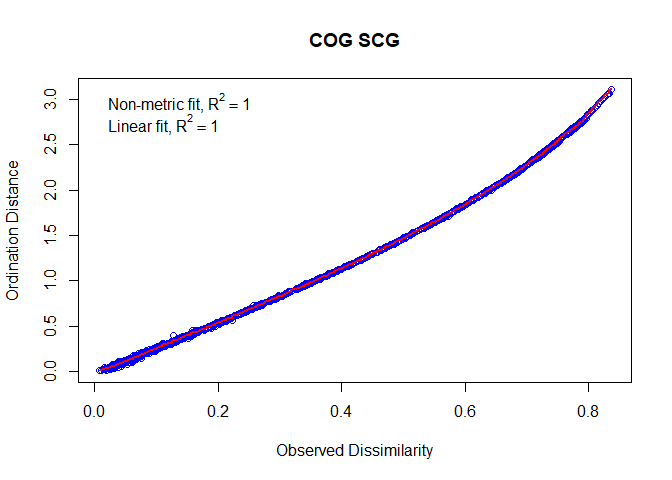 COG SCG
Non-metric fit, R² = 1
Linear fit, R² = 1
Ordination Distance
3.0
2.5
2.0
1.5
1.0
0.5
0.0
0.0 0.2 0.4 0.6 0.8
Observed Dissimilarity